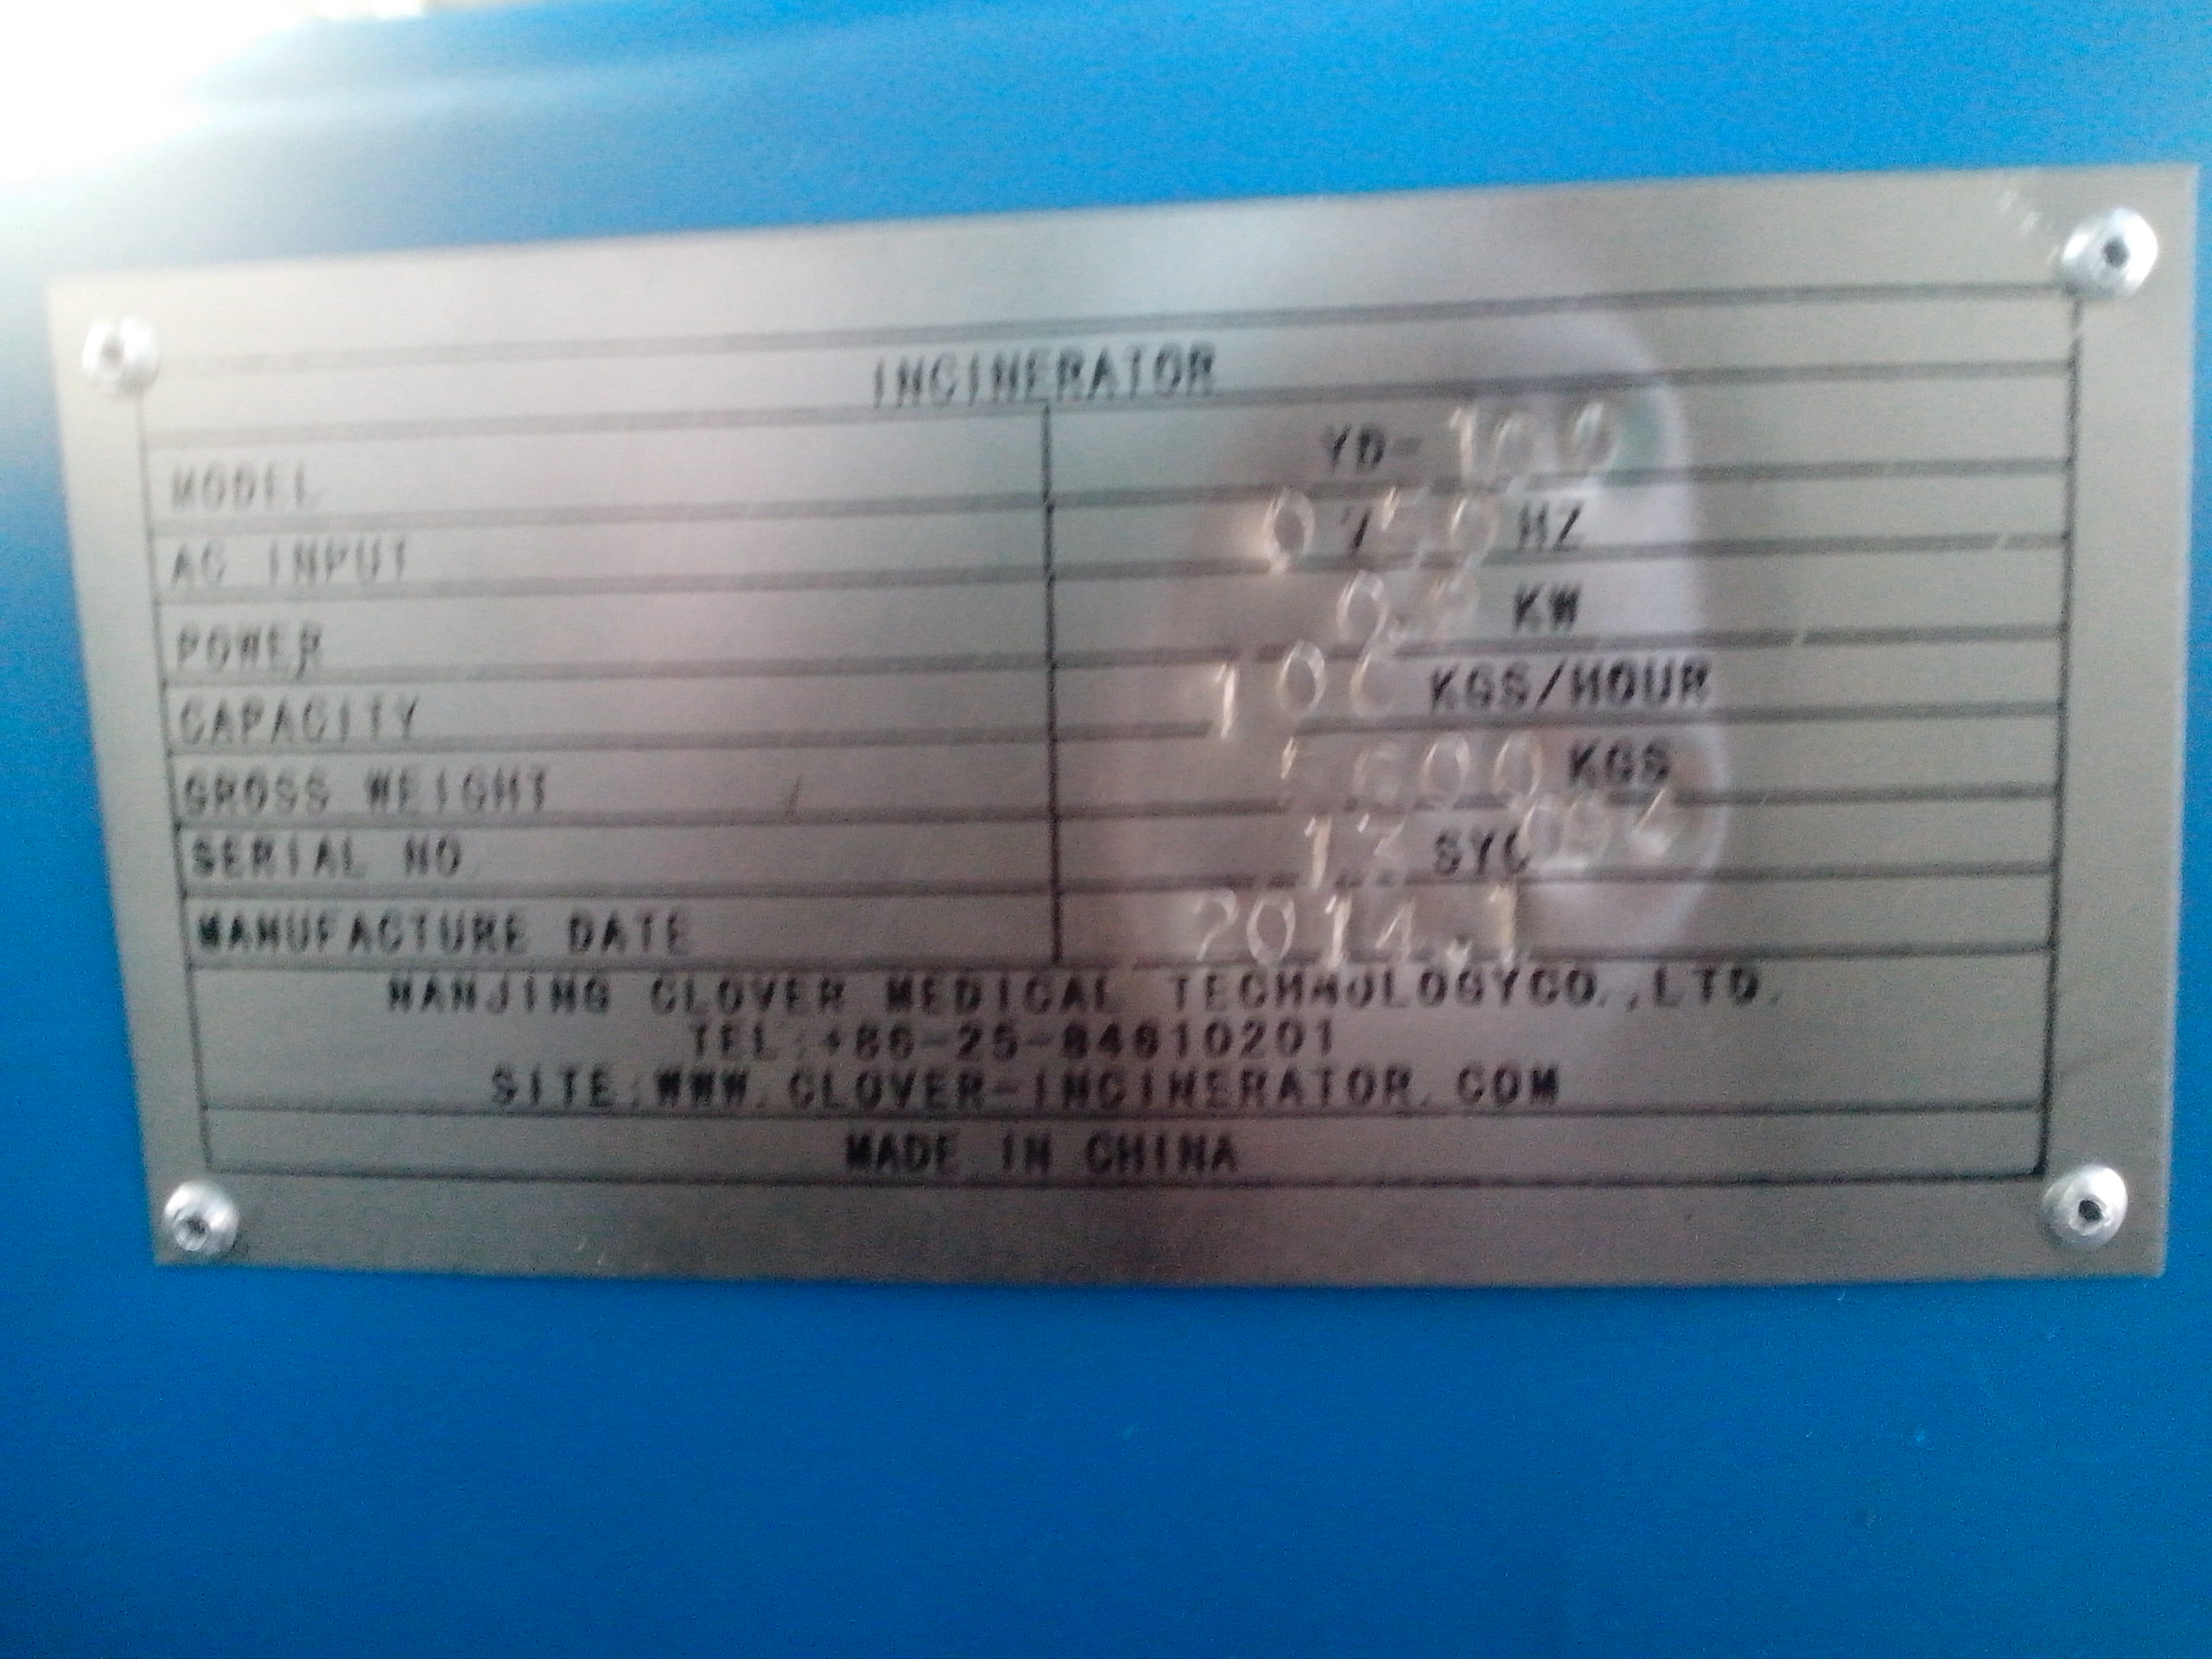 INCINERATOR
MODEL YD-100
AC INPUT HZ
POWER KW
CAPACITY 100 KGS/HOUR
GROSS WEIGHT KGS
SERIAL NO
MANUFACTURE DATE 2014.1
NANJING CLOVER MEDICAL TECHNOLOGYCO.,LTD.
TEL:+86-25-84610201
SITE:WWW.CLOVER-INCINERATOR.COM
MADE IN CHINA